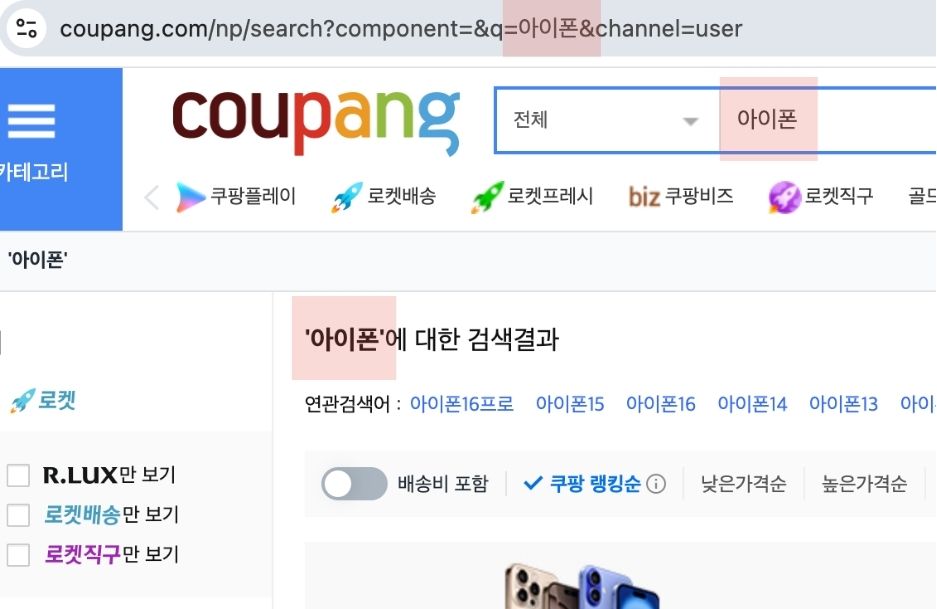 coupang.com/np/search?component=&q=아이폰&channel=user
coupang 전체 아이폰
카테고리
쿠팡플레이 로켓배송 로켓프레시 biz 쿠팡비즈 로켓직구 골드
'아이폰'
'아이폰'에 대한 검색결과
연관검색어 : 아이폰16프로 아이폰15 아이폰16 아이폰14 아이폰13 아이
로켓
배송비 포함 쿠팡 랭킹순 낮은가격순 높은가격순
R.LUX만 보기
로켓배송만 보기
로켓직구만 보기